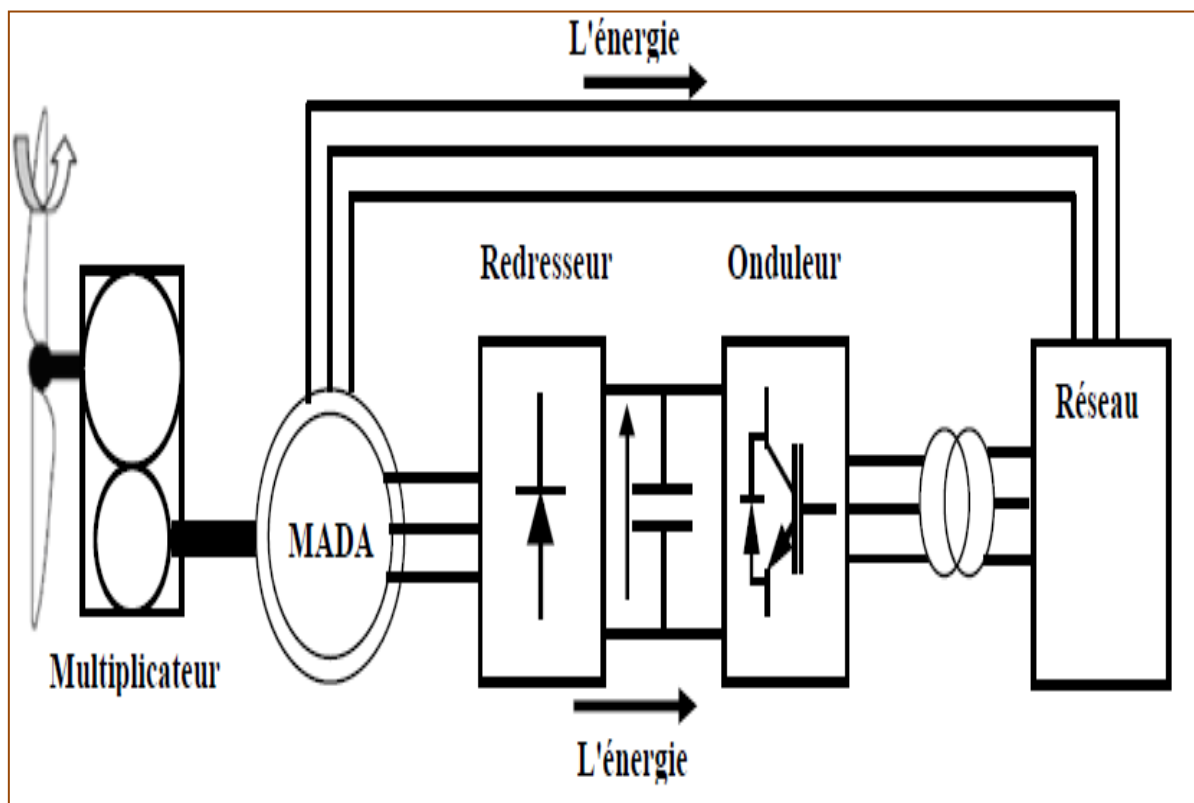 L'énergie
Redresseur
Onduleur
Réseau
MADA
Multiplicateur
L'énergie